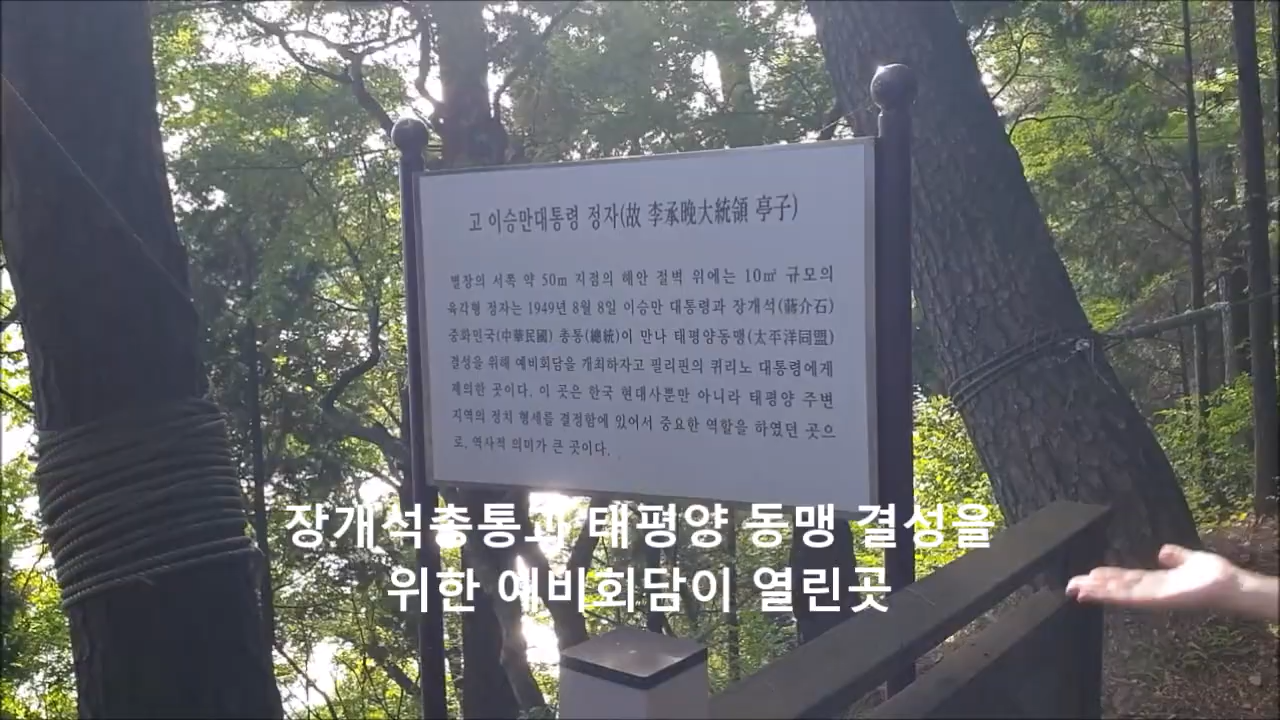 고 이승만대통령 정자(故 李承晩大統領 亭子)
별장의 서쪽 약 50m 지점의 해안 절벽 위에는 10㎡ 규모의
육각형 정자는 1949년 8월 8일 이승만 대통령과 장개석(蔣介石)
중화민국(中華民國) 총통(總統)이 만나 태평양동맹(太平洋同盟)
결성을 위해 예비회담을 개최하자고 필리핀의 퀴리노 대통령에게
제의한 곳이다. 이 곳은 한국 현대사뿐만 아니라 태평양 주변
지역의 정치 형세를 결정함에 있어서 중요한 역할을 하였던 곳으
로, 역사적 의미가 큰 곳이다.
장개석총통과 태평양 동맹 결성을
위한 예비회담이 열린곳